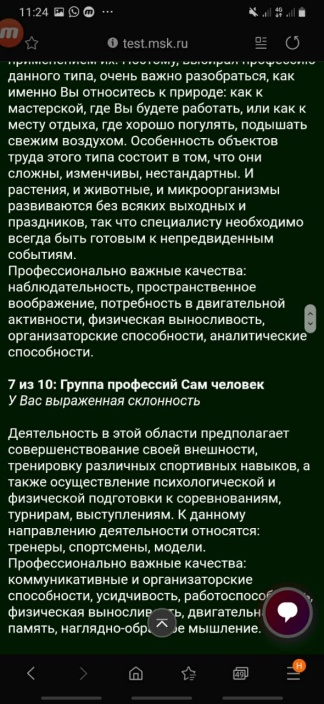 11:24
test.msk.ru
применением их. Поэтому, выбирая профессию
данного типа, очень важно разобраться, как
именно Вы относитесь к природе: как к
мастерской, где Вы будете работать, или как к
месту отдыха, где хорошо погулять, подышать
свежим воздухом. Особенность объектов
труда этого типа состоит в том, что они
сложны, изменчивы, нестандартны. И
растения, и животные, и микроорганизмы
развиваются без всяких выходных и
праздников, так что специалисту необходимо
всегда быть готовым к непредвиденным
событиям.
Профессионально важные качества:
наблюдательность, пространственное
воображение, потребность в двигательной
активности, физическая выносливость,
организаторские способности, аналитические
способности.
7 из 10: Группа профессий Сам человек
У Вас выраженная склонность
Деятельность в этой области предполагает
совершенствование своей внешности,
тренировку различных спортивных навыков, а
также осуществление психологической и
физической подготовки к соревнованиям,
турнирам, выступлениям. К данному
направлению деятельности относятся:
тренеры, спортсмены, модели.
Профессионально важные качества:
коммуникативные и организаторские
способности, усидчивость,
физическая
память, мышление.
49
Н